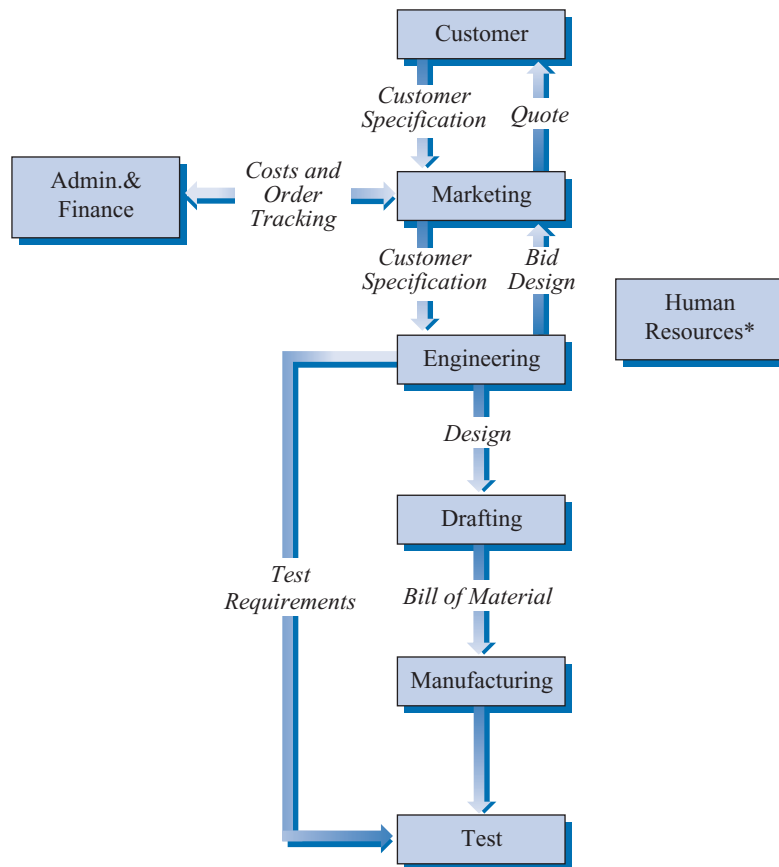 Customer
Customer
Specification
Quote
Admin.&
Finance
Costs and
Order
Tracking
Marketing
Customer
Specification
Bid
Design
Human
Resources*
Engineering
Design
Drafting
Test
Requirements
Bill of Material
Manufacturing
Test